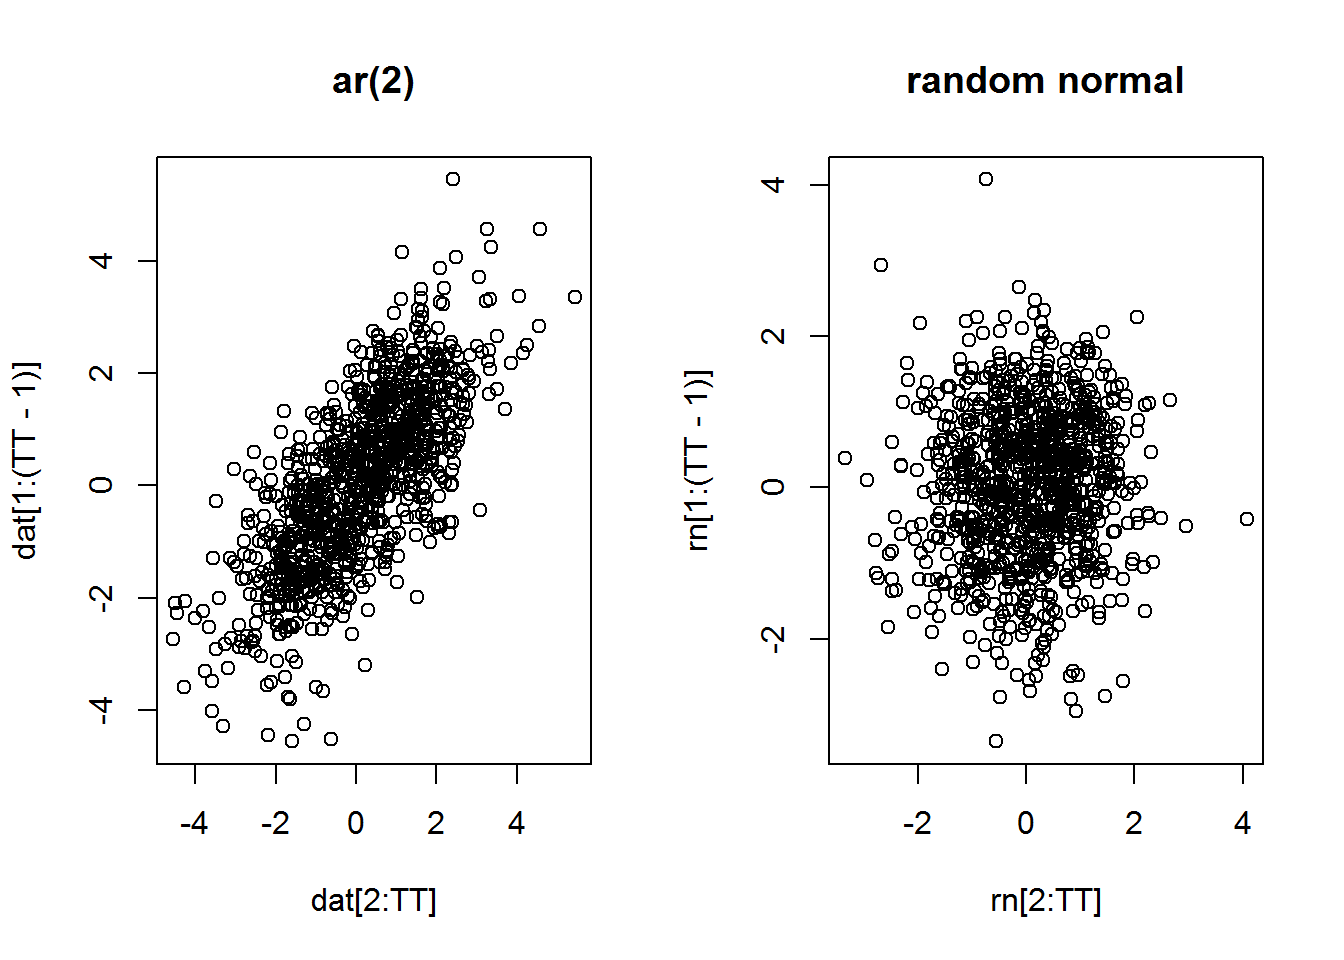 ar(2)
dat[1:(TT - 1)]
4
2
0
-2
-4
-4 -2 0 2 4
dat[2:TT]
random normal
rn[1:(TT - 1)]
4
2
0
-2
-2 0 2 4
rn[2:TT]